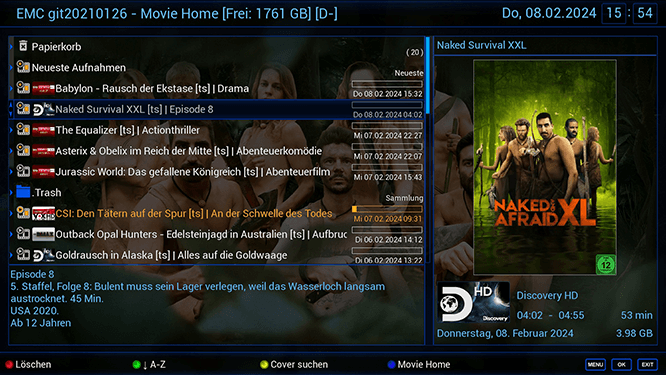 EMC git20210126 - Movie Home [Frei: 1761 GB] [D-]
Do, 08.02.2024 15 : 54
Papierkorb
( 20 )
Neueste Aufnahmen
Neueste
Babylon - Rausch der Ekstase [ts] | Drama
Do 08.02.2024 15:32
Naked Survival XXL [ts] | Episode 8
Do 08.02.2024 04:02
The Equalizer [ts] | Actionthriller
Mi 07.02.2024 22:27
Asterix & Obelix im Reich der Mitte [ts] | Abenteuerkomödie
Mi 07.02.2024 22:07
Jurassic World: Das gefallene Königreich [ts] | Abenteuerfilm
Mi 07.02.2024 15:43
.Trash
Sammlung
CSI: Den Tätern auf der Spur [ts] | An der Schwelle des Todes
Mi 07.02.2024 09:31
Outback Opal Hunters - Edelsteinjagd in Australien [ts] | Aufbruc
Di 06.02.2024 14:12
Goldrausch in Alaska [ts] | Alles auf die Goldwaage
Di 06.02.2024 13:22
Episode 8
5. Staffel, Folge 8: Bulent muss sein Lager verlegen, weil das Wasserloch langsam
austrocknet. 45 Min.
USA 2020.
Ab 12 Jahren
Naked Survival XXL
NAKED AND
AFRAID XL
12
HD
Discovery
Discovery HD
04:02 - 04:55 53 min
Donnerstag, 08. Februar 2024 3.98 GB
Löschen
↓ A-Z
Cover suchen
Movie Home
MENU
OK
EXIT